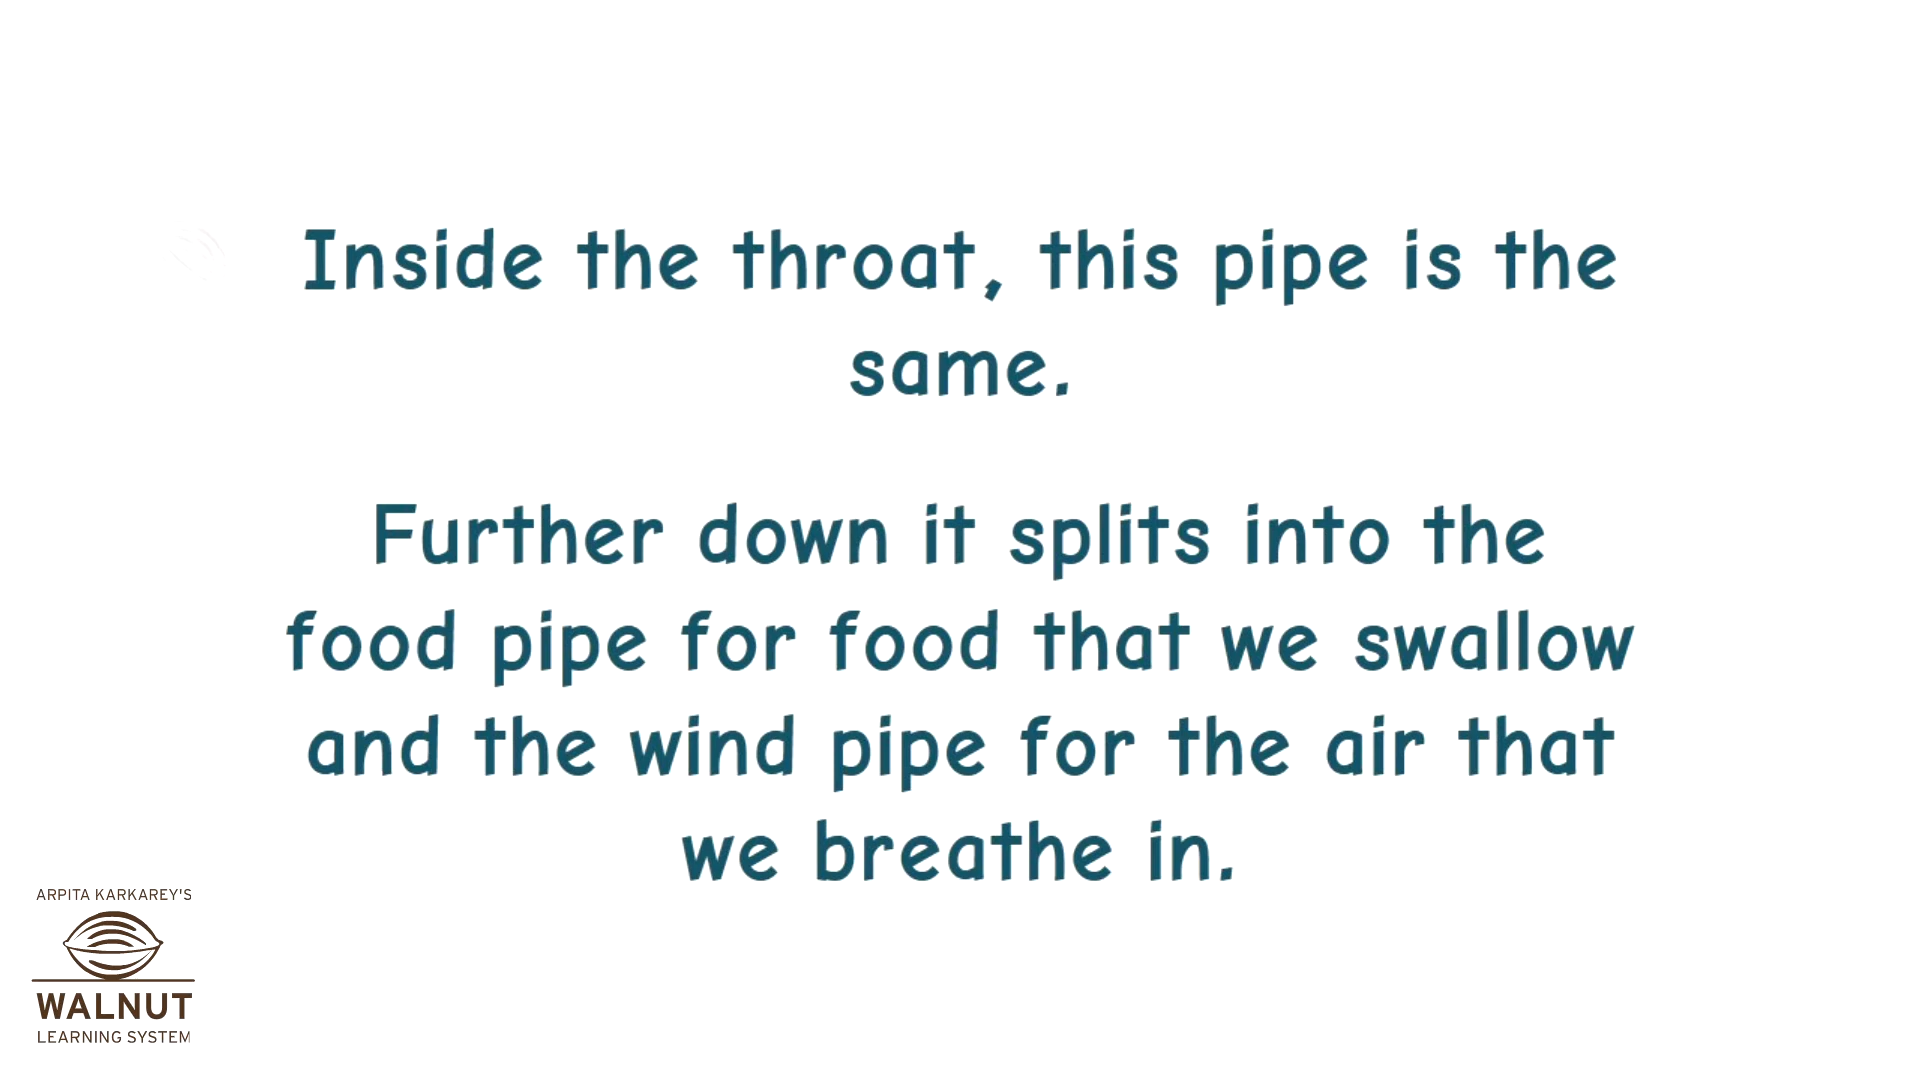 Inside the throat, this pipe is the
same.
Further down it splits into the
food pipe for food that we swallow
and the wind pipe for the air that
we breathe in.
ARPITA KARKAREY'S
WALNUT
LEARNING SYSTEM